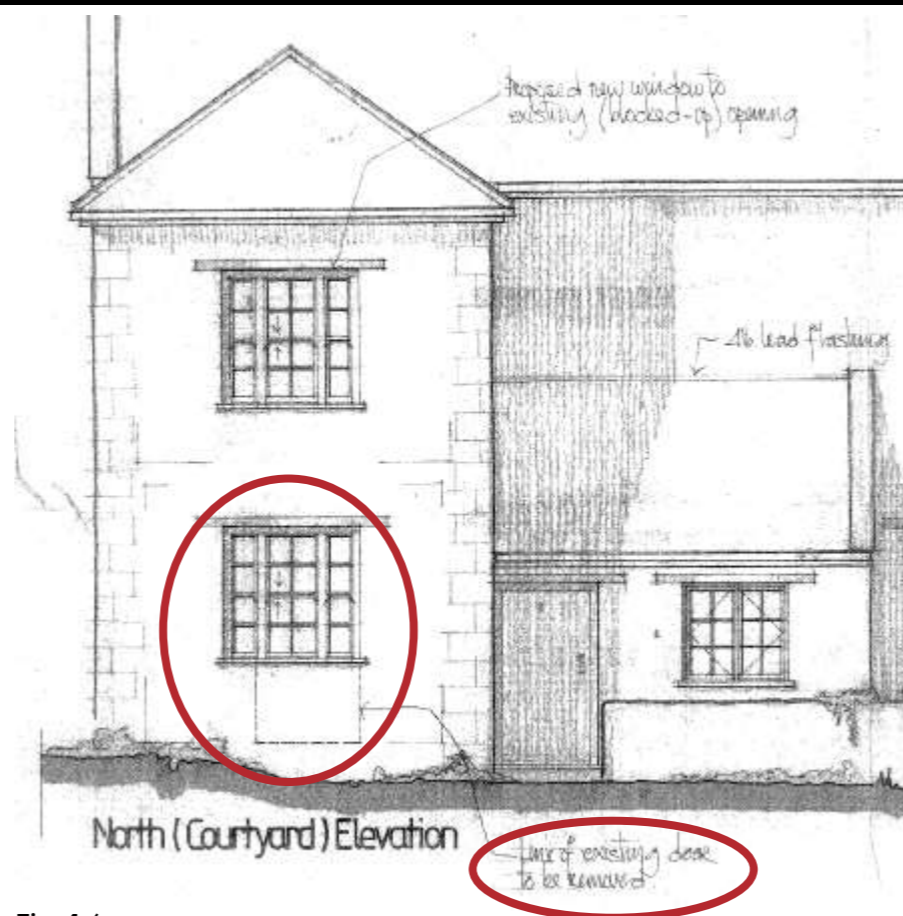 Proposed new window to
existing (blocked-up) opening
lead flashing
North (Courtyard) Elevation
Line of existing door
to be removed